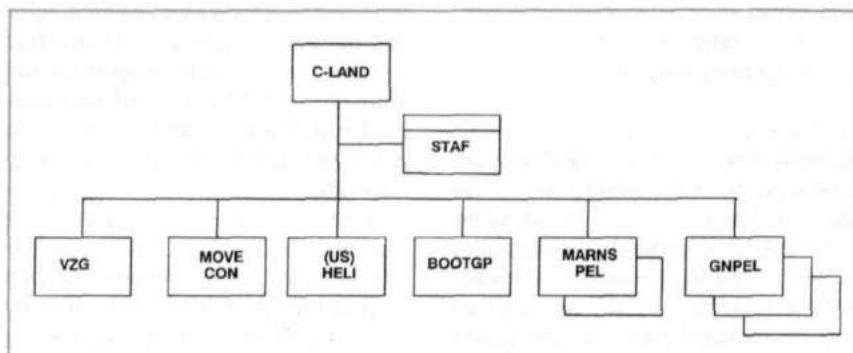 C-LAND
STAF
VZG
MOVE
CON
(US)
HELI
BOOTGP
MARNS
PEL
GNPEL